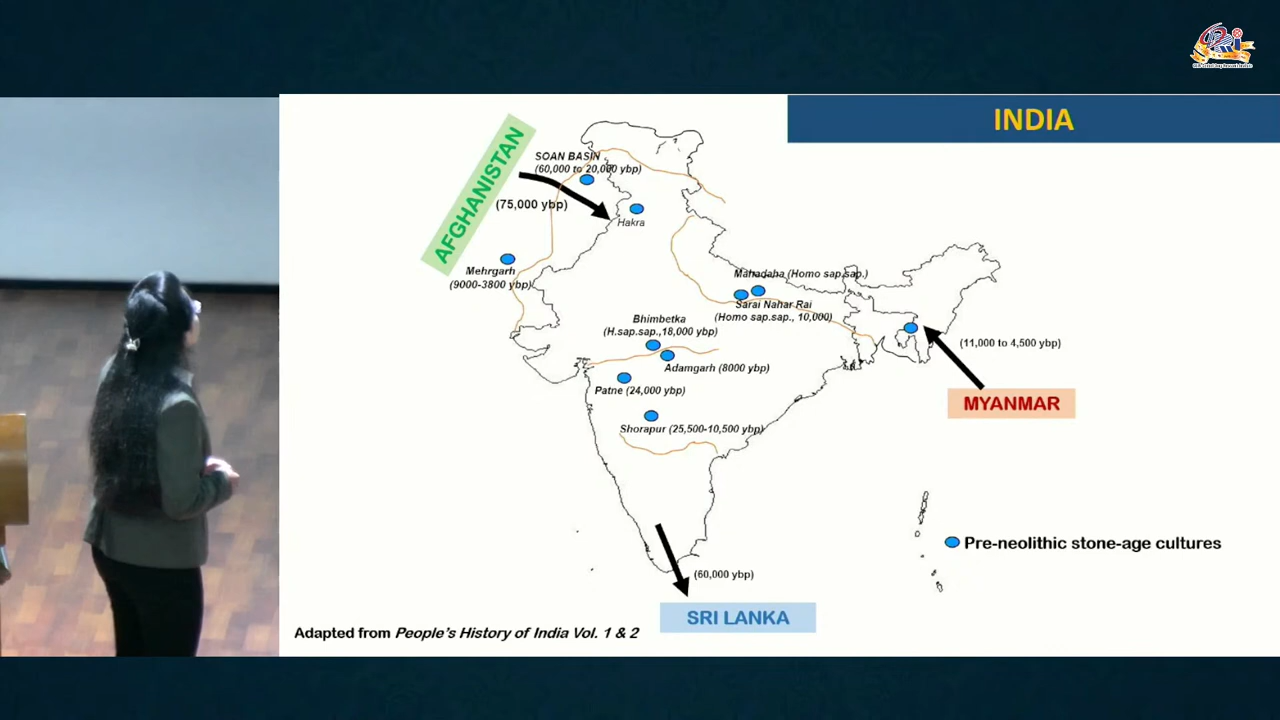 INDIA
AFGHANISTAN
SOAN BASIN
(60,000 to 20,000 ybp)
(75,000 ybp)
Hakra
Mehrgarh
(9000-3800 ybp)
Mahadaha (Homo sap.sap.)
Sarai Nahar Rai
(Homo sap.sap., 10,000)
Bhimbetka
(H.sap.sap.,18,000 ybp)
(11,000 to 4,500 ybp)
Adamgarh (8000 ybp)
Patne (24,000 ybp)
MYANMAR
Shorapur (25,500-10,500 ybp)
Pre-neolithic stone-age cultures
(60,000 ybp)
SRI LANKA
Adapted from People's History of India Vol. 1 & 2